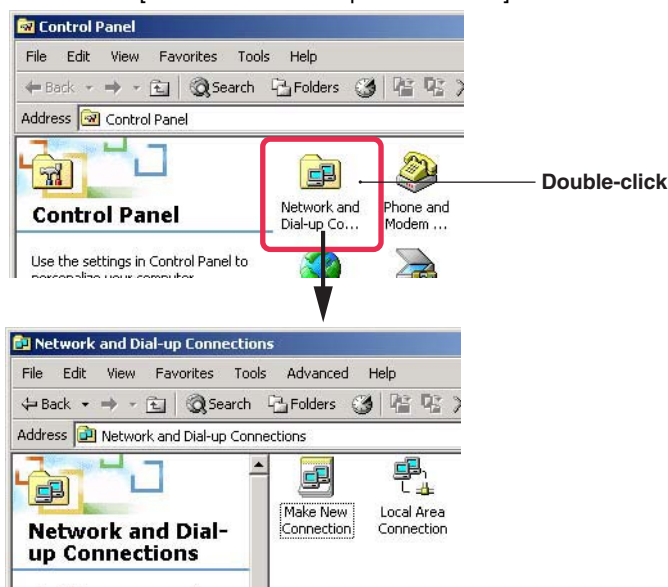 Control Panel
File Edit View Favorites Tools Help
Back Search Folders
Address Control Panel
Control Panel
Use the settings in Control Panel to
personalize your computer
Network and
Dial-up Co...
Phone and
Modem ...
Double-click
Network and Dial-up Connections
File Edit View Favorites Tools Advanced Help
Back Search Folders
Address Network and Dial-up Connections
Network and Dial-
up Connections
Make New
Connection
Local Area
Connection